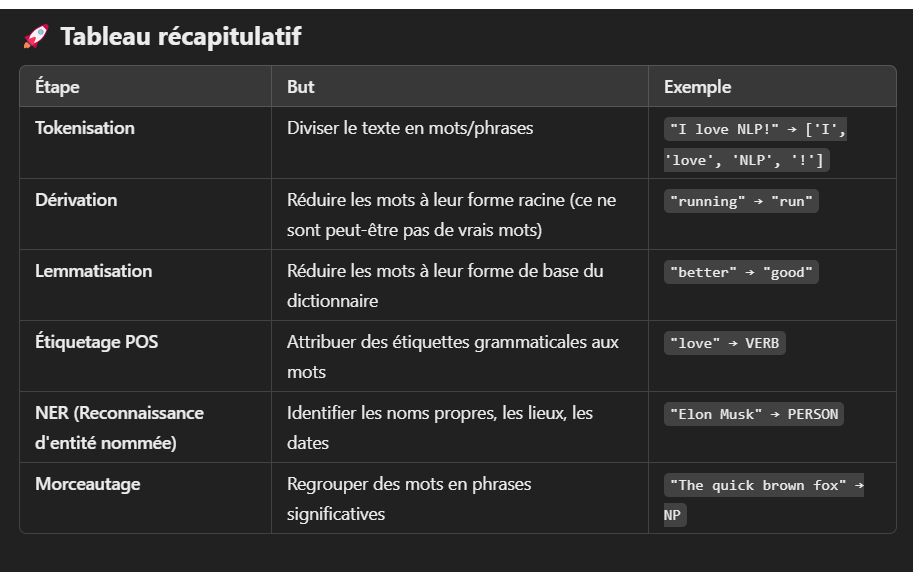 🚀 Tableau récapitulatif
Étape But Exemple
Tokenisation Diviser le texte en mots/phrases "I love NLP!" → ['I',
'love', 'NLP', '!']
Dérivation Réduire les mots à leur forme racine (ce ne
sont peut-être pas de vrais mots) "running" → "run"
Lemmatisation Réduire les mots à leur forme de base du
dictionnaire "better" → "good"
Étiquetage POS Attribuer des étiquettes grammaticales aux
mots "love" → VERB
NER (Reconnaissance
d'entité nommée) Identifier les noms propres, les lieux, les
dates "Elon Musk" → PERSON
Morceautage Regrouper des mots en phrases
significatives "The quick brown fox" →
NP